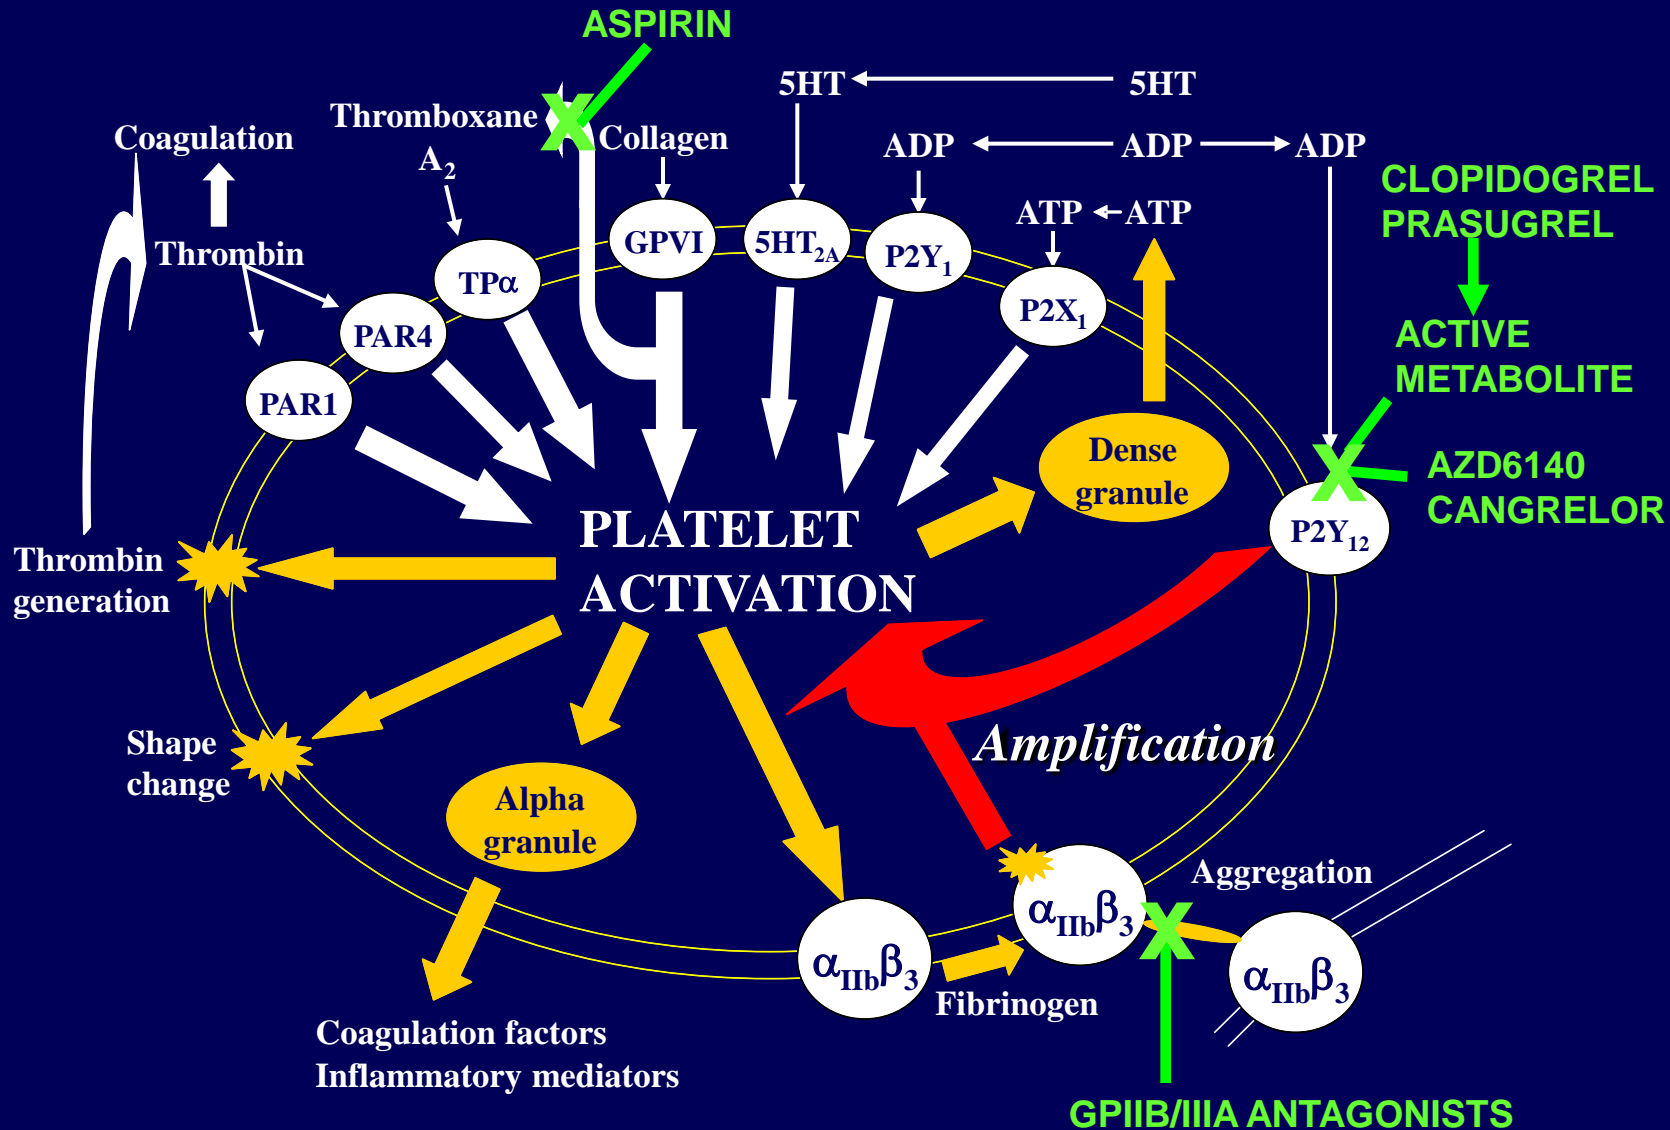 ASPIRIN
5HT
5HT
Thromboxane
A2
Collagen
Coagulation
ADP
ADP
ADP
CLOPIDOGREL
PRASUGREL
ATP
ATP
Thrombin
GPVI
5HT2A
P2Y1
TPα
P2X1
PAR4
PAR1
ACTIVE
METABOLITE
Dense
granule
AZD6140
CANGRELOR
P2Y12
PLATELET
ACTIVATION
Thrombin
generation
Shape
change
Amplification
Alpha
granule
Aggregation
αIIbβ3
αIIbβ3
αIIbβ3
Fibrinogen
Coagulation factors
Inflammatory mediators
GPIIB/IIIA ANTAGONISTS